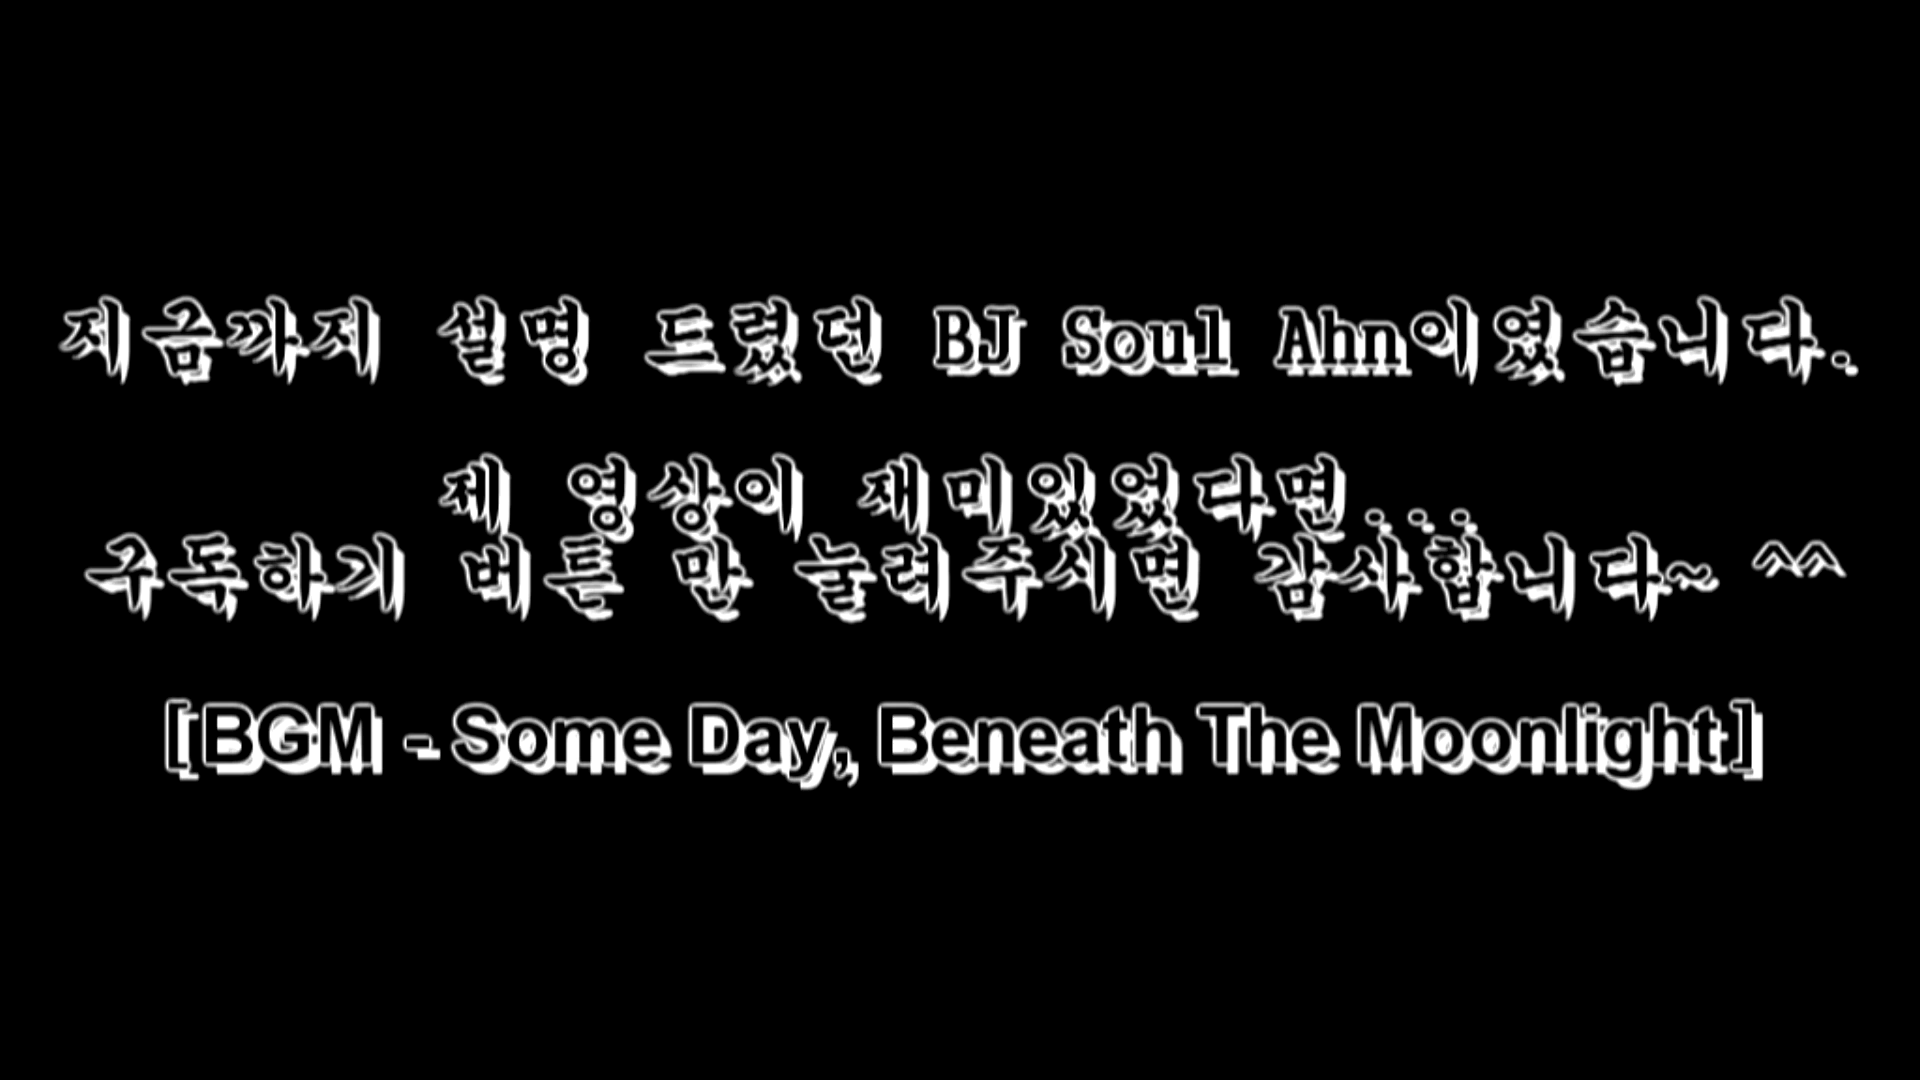 지금까지 설명 드렸던 BJ Soul Ahn이였습니다.
제 영상이 재미있었다면...
구독하기 버튼 만 눌려주시면 감사합니다~ ^^
[BGM - Some Day, Beneath The Moonlight]